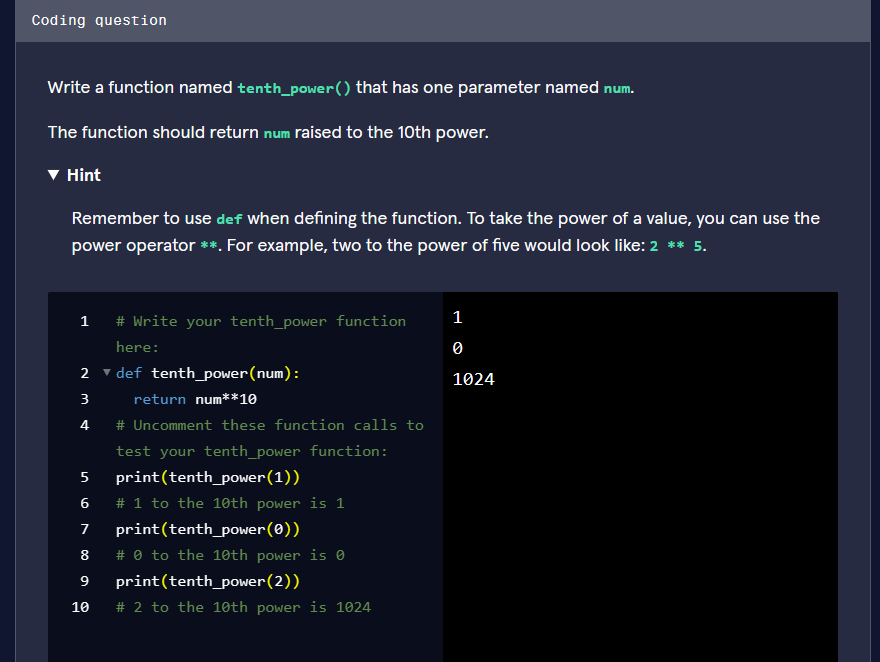 Coding question
Write a function named tenth_power() that has one parameter named num.
The function should return num raised to the 10th power.
▼ Hint
Remember to use def when defining the function. To take the power of a value, you can use the
power operator **. For example, two to the power of five would look like: 2 ** 5.
1 # Write your tenth_power function
here:
2 def tenth_power(num):
3 return num**10
4 # Uncomment these function calls to
test your tenth_power function:
5 print(tenth_power(1))
6 # 1 to the 10th power is 1
7 print(tenth_power(0))
8 # 0 to the 10th power is 0
9 print(tenth_power(2))
10 # 2 to the 10th power is 1024
1
0
1024